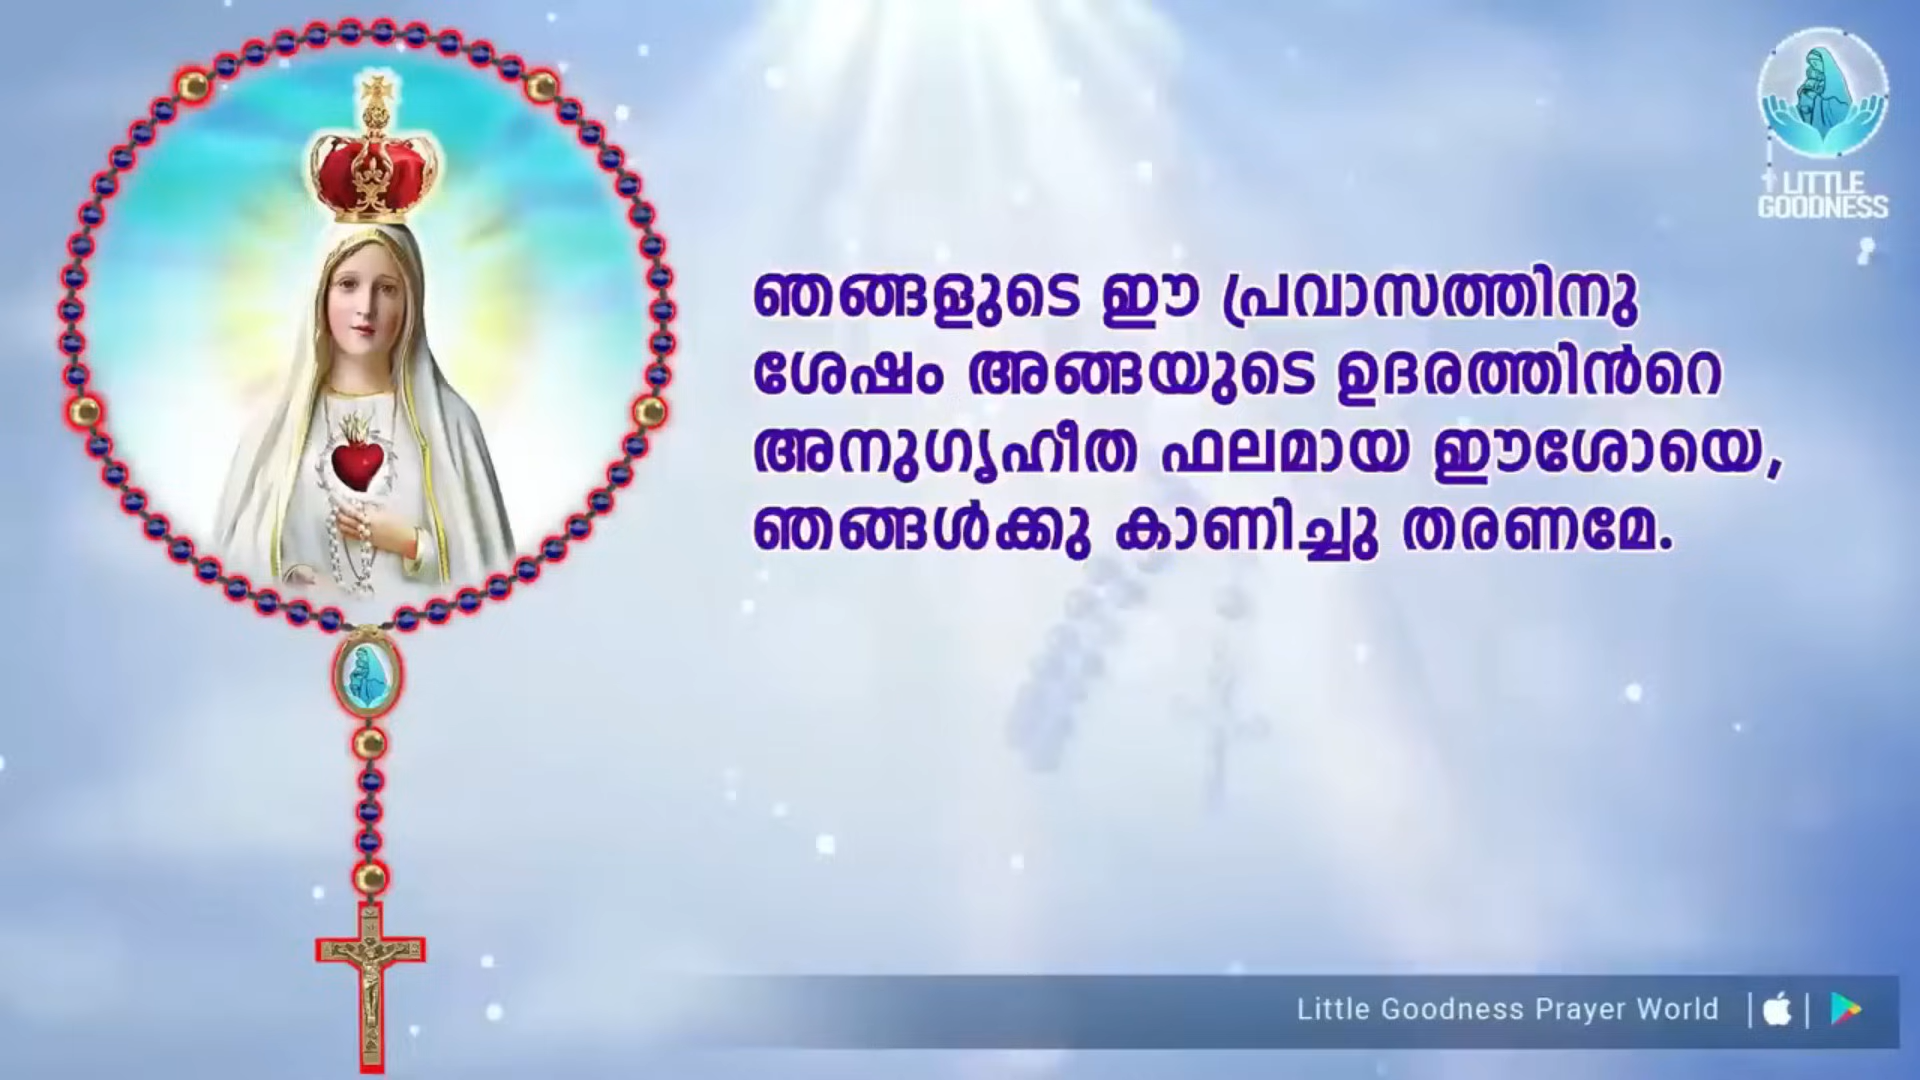 LITTLE
GOODNESS
ഞങ്ങളുടെ ഈ പ്രവാസത്തിനു
ശേഷം അങ്ങയുടെ ഉദരത്തിൻറെ
അനുഗൃഹീത ഫലമായ ഈശോയെ,
ഞങ്ങൾക്കു കാണിച്ചു തരണമേ.
Little Goodness Prayer World